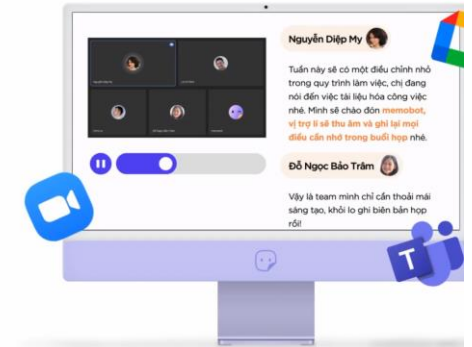 Nguyễn Diệp My
Tuần này sẽ có một điều chỉnh nhỏ
trong quy trình làm việc, chị đang
nói đến việc tài liệu hóa công việc
nhé. Mình sẽ chào đón memobot,
vị trợ lí sẽ thu âm và ghi lại mọi
điều cần nhớ trong buổi họp nhé.
Đỗ Ngọc Bảo Trâm
Vậy là team mình chỉ cần thoải mái
sáng tạo, khỏi lo ghi biên bản họp
rồi!
T